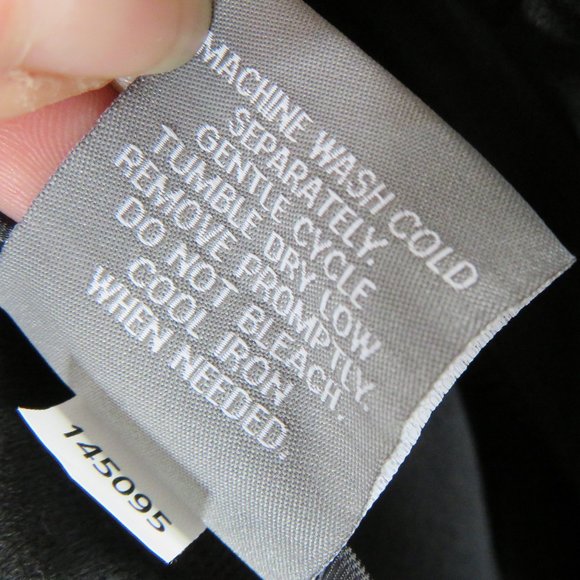 MACHINE WASH COLD
SEPARATELY.
GENTLE CYCLE
TUMBLE DRY LOW
REMOVE PROMPTLY.
DO NOT BLEACH.
COOL IRON
WHEN NEEDED.
145095